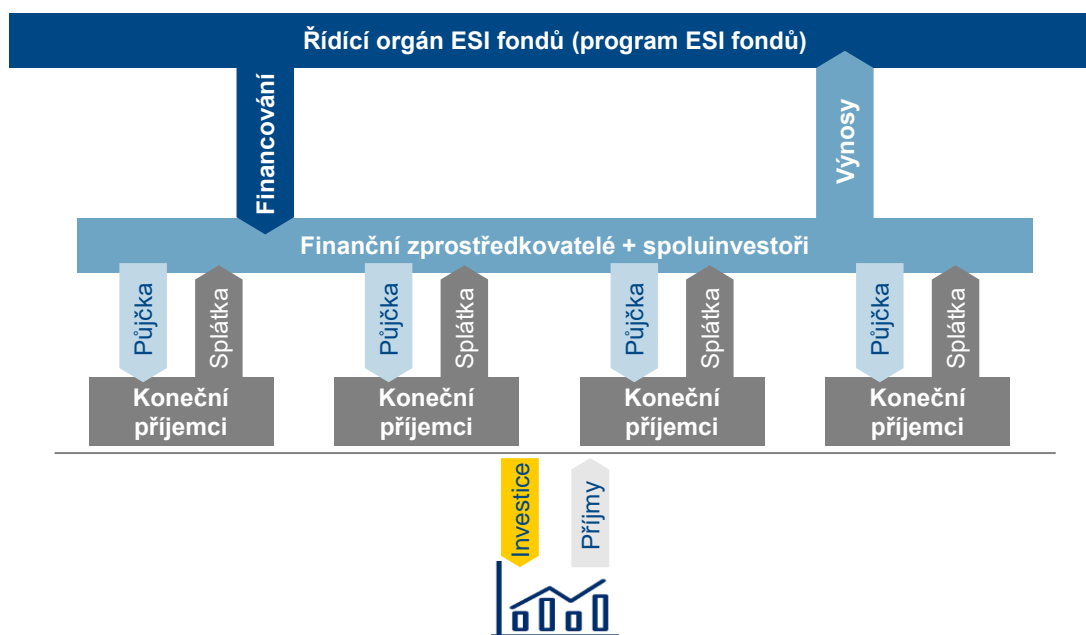 Řídící orgán ESI fondů (program ESI fondů)
Financování
Výnosy
Finanční zprostředkovatelé + spoluinvestoři
Půjčka
Splátka
Půjčka
Splátka
Půjčka
Splátka
Půjčka
Splátka
Koneční
příjemci
Koneční
příjemci
Koneční
příjemci
Koneční
příjemci
Investice
Příjmy